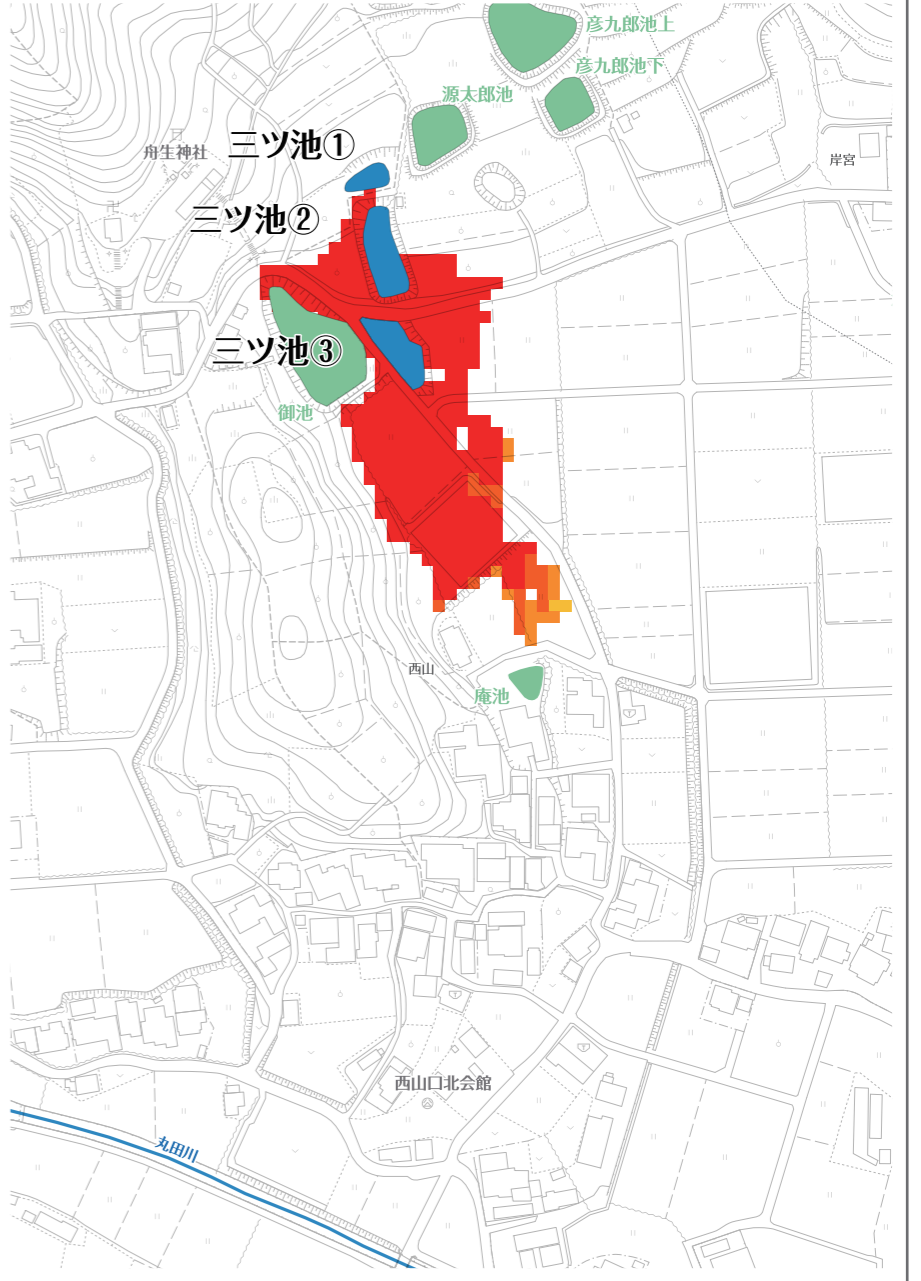 彦九郎池上
彦九郎池下
源太郎池
三ツ池①
舟生神社
岸宮
三ツ池②
三ツ池③
御池
西山
庵池
西山口北会館
丸田川